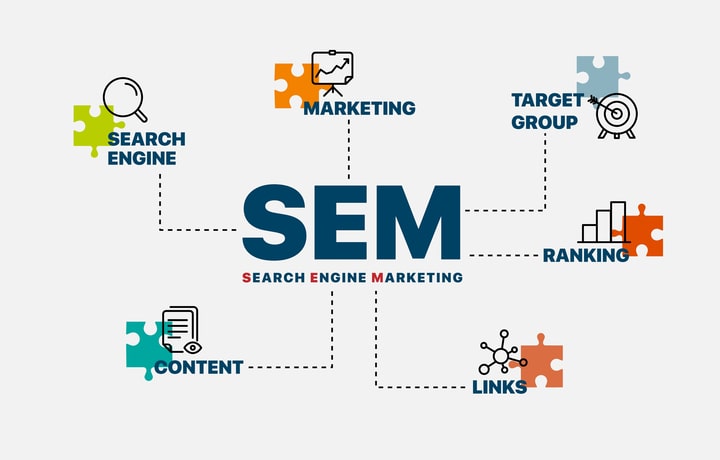 MARKETING
TARGET
GROUP
SEARCH
ENGINE
SEM
SEARCH ENGINE MARKETING
RANKING
CONTENT
LINKS